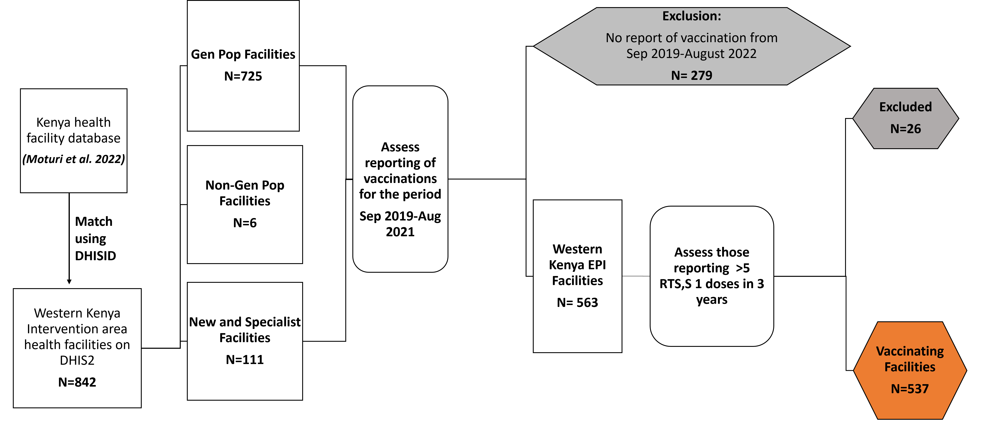 Kenya health
facility database
(Moturi et al. 2022)
Match
using
DHISID
Western Kenya
Intervention area
health facilities on
DHIS2
N=842
Gen Pop Facilities
N=725
Non-Gen Pop
Facilities
N=6
New and Specialist
Facilities
N=111
Assess
reporting of
vaccinations
for the period
Sep 2019-Aug
2021
Exclusion:
No report of vaccination from
Sep 2019-August 2022
N= 279
Western
Kenya EPI
Facilities
N= 563
Assess those
reporting  >5
RTS,S 1 doses in 3
years
Excluded
N=26
Vaccinating
Facilities
N=537